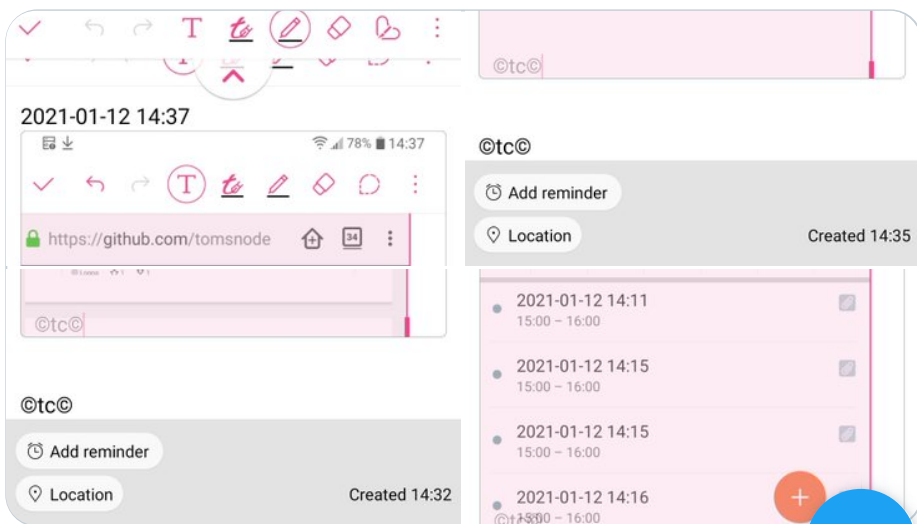 T
2021-01-12 14:37
78% 14:37
T
https://github.com/tomsnode
34
©tc©
©tc©
Add reminder
Location
Created 14:32
©tc©
©tc©
Add reminder
Location
Created 14:35
2021-01-12 14:11
15:00 – 16:00
2021-01-12 14:15
15:00 – 16:00
2021-01-12 14:15
15:00 – 16:00
2021-01-12 14:16
– 16:00